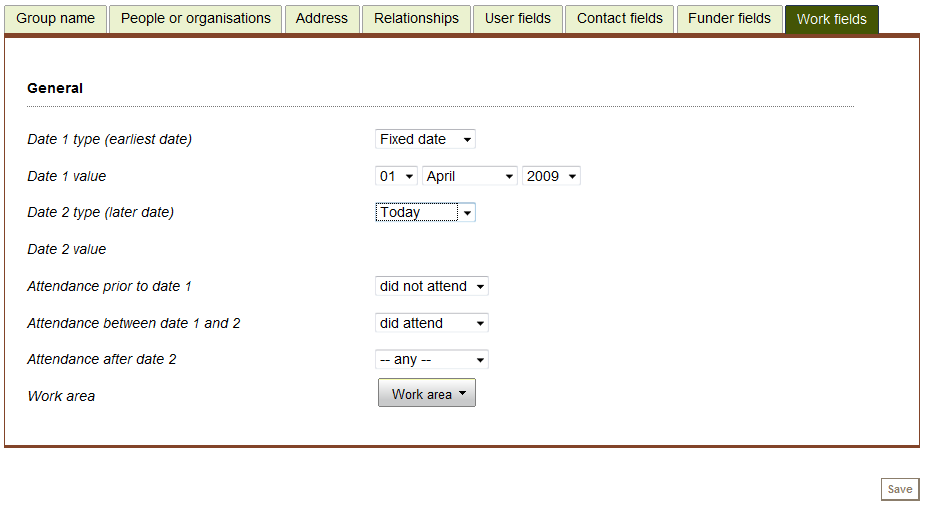 Group name People or organisations Address Relationships User fields Contact fields Funder fields Work fields
General
Date 1 type (earliest date) Fixed date
Date 1 value 01 April 2009
Date 2 type (later date) Today
Date 2 value
Attendance prior to date 1 did not attend
Attendance between date 1 and 2 did attend
Attendance after date 2 -- any --
Work area Work area
Save